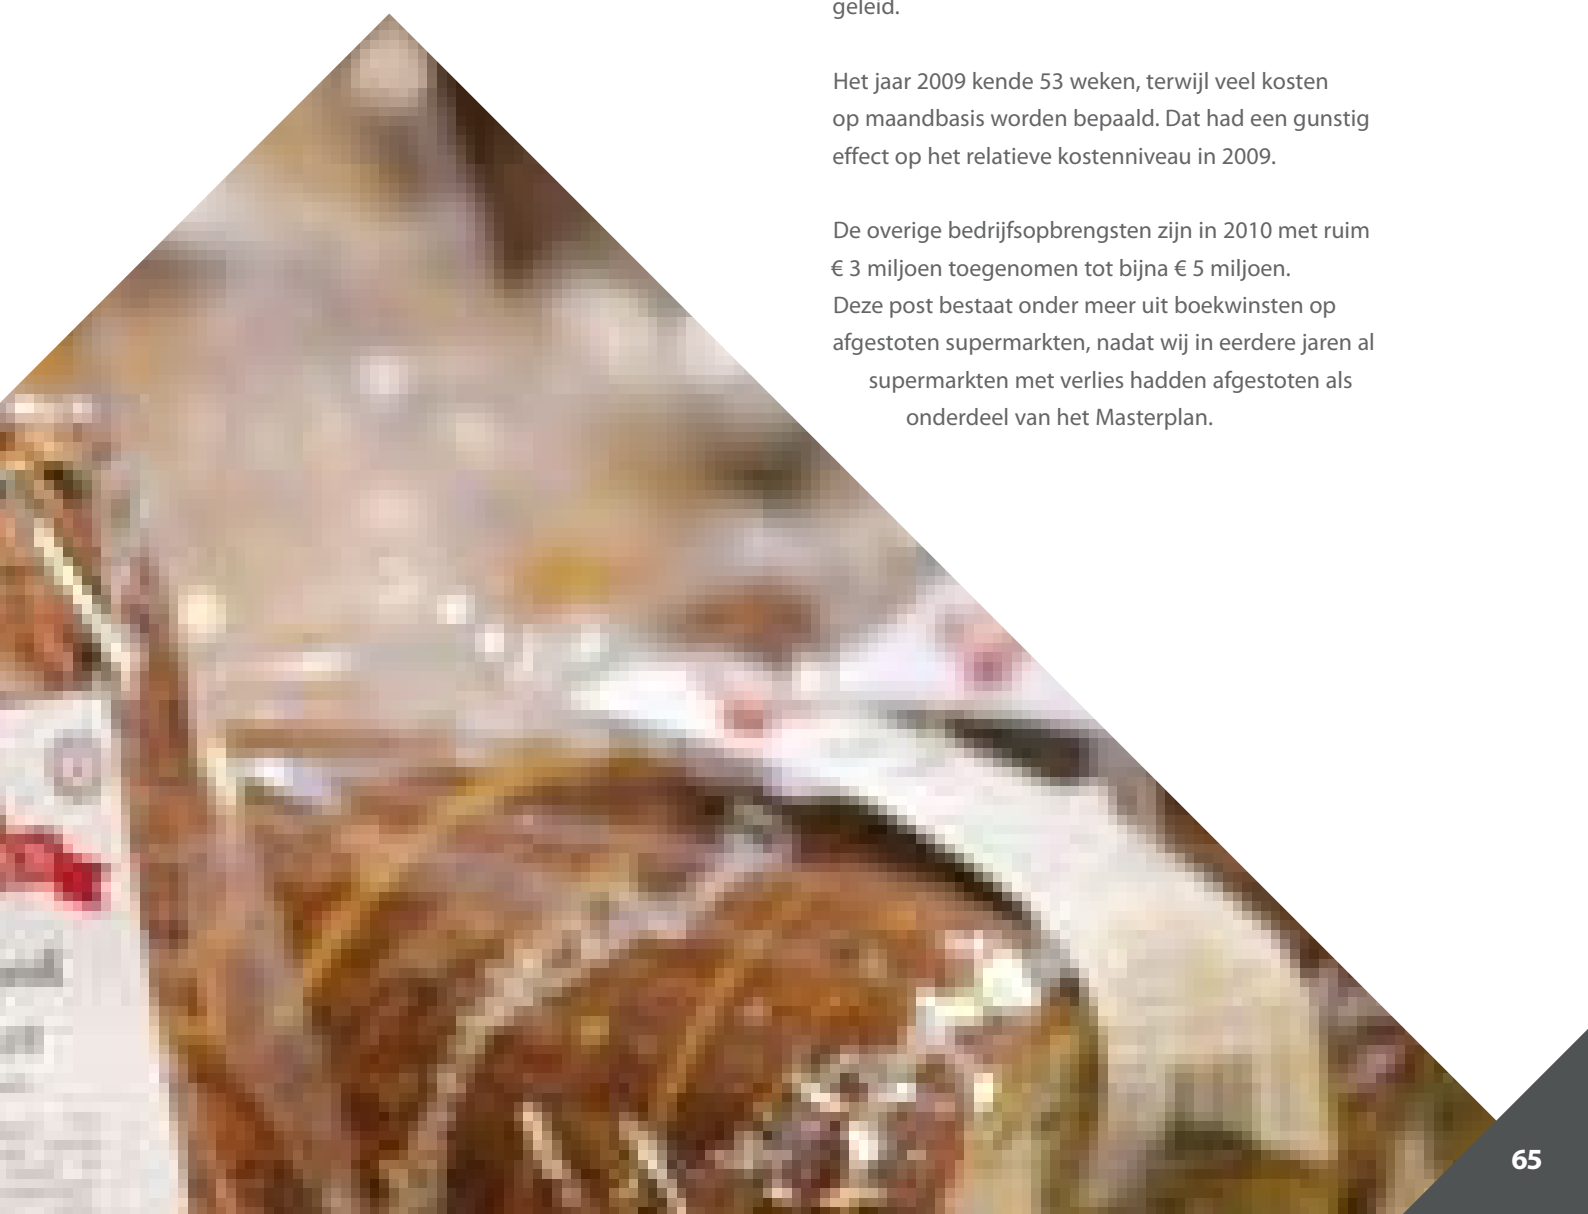 geleid.
Het jaar 2009 kende 53 weken, terwijl veel kosten
op maandbasis worden bepaald. Dat had een gunstig
effect op het relatieve kostenniveau in 2009.
De overige bedrijfsopbrengsten zijn in 2010 met ruim
€ 3 miljoen toegenomen tot bijna € 5 miljoen.
Deze post bestaat onder meer uit boekwinsten op
afgestoten supermarkten, nadat wij in eerdere jaren al
supermarkten met verlies hadden afgestoten als
onderdeel van het Masterplan.
65